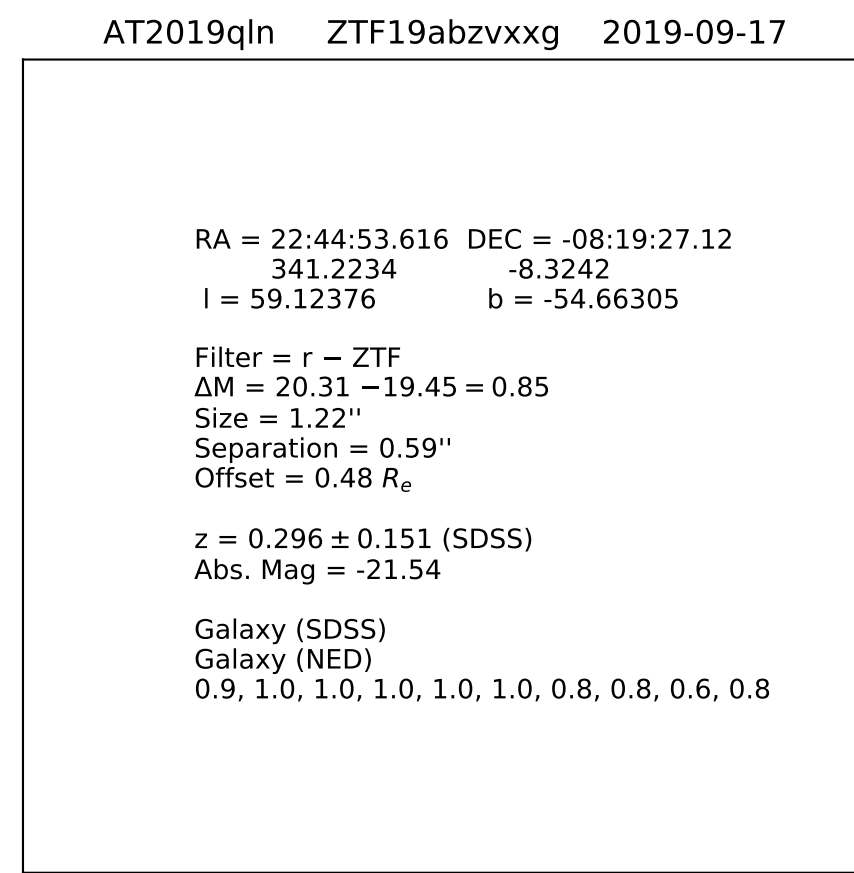 AT2019qln ZTF19abzvxxg 2019-09-17
RA = 22:44:53.616 DEC = -08:19:27.12
341.2234 -8.3242
l = 59.12376 b = -54.66305
Filter = r − ZTF
ΔM = 20.31 −19.45 = 0.85
Size = 1.22''
Separation = 0.59''
Offset = 0.48 Rₑ
z = 0.296 ± 0.151 (SDSS)
Abs. Mag = -21.54
Galaxy (SDSS)
Galaxy (NED)
0.9, 1.0, 1.0, 1.0, 1.0, 1.0, 0.8, 0.8, 0.6, 0.8